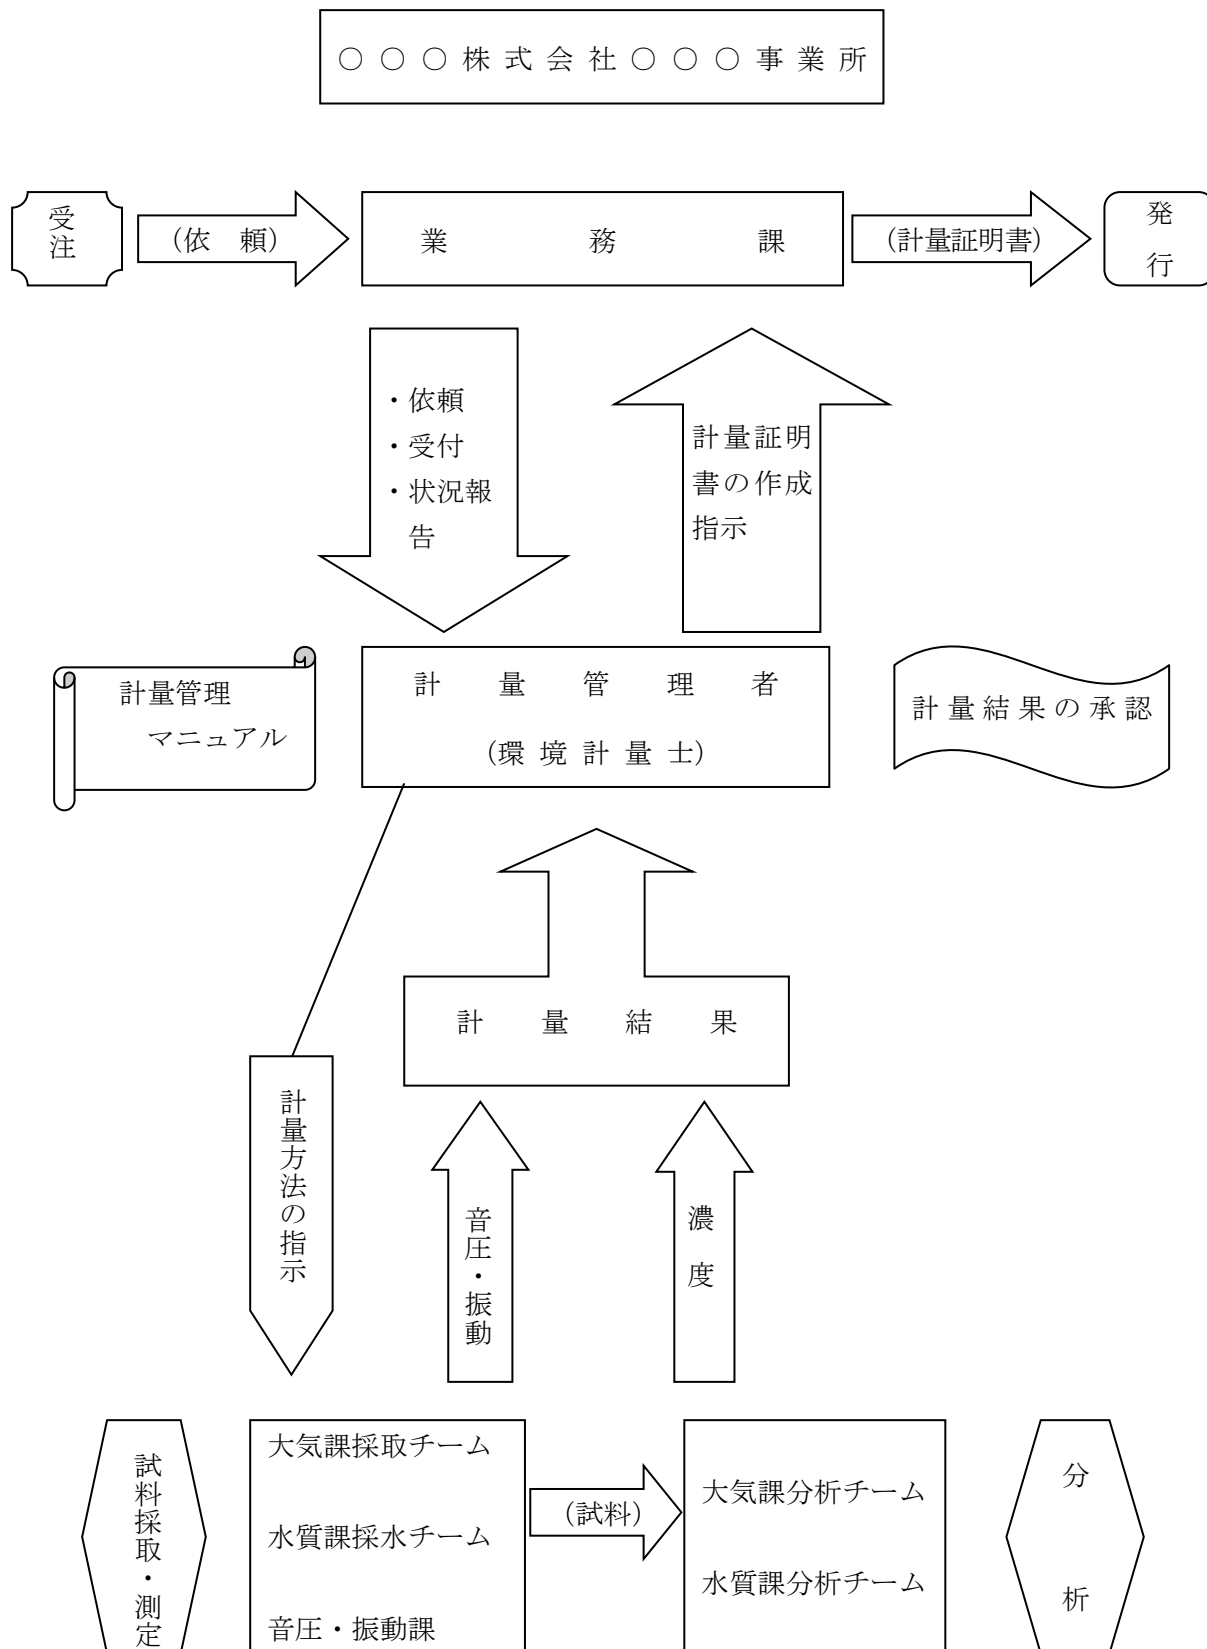 ○○○株式会社○○○事業所
受注
(依　頼)
業　務　課
(計量証明書)
発
行
・依頼
・受付
・状況報
告
計量証明
書の作成
指示
計量管理
マニュアル
計量管理者
(環境計量士)
計量結果の承認
計量結果
計量方法の指示
音圧・振動
濃度
試料採取・測定
大気課採取チーム
水質課採水チーム
音圧・振動課
(試料)
大気課分析チーム
水質課分析チーム
分
析